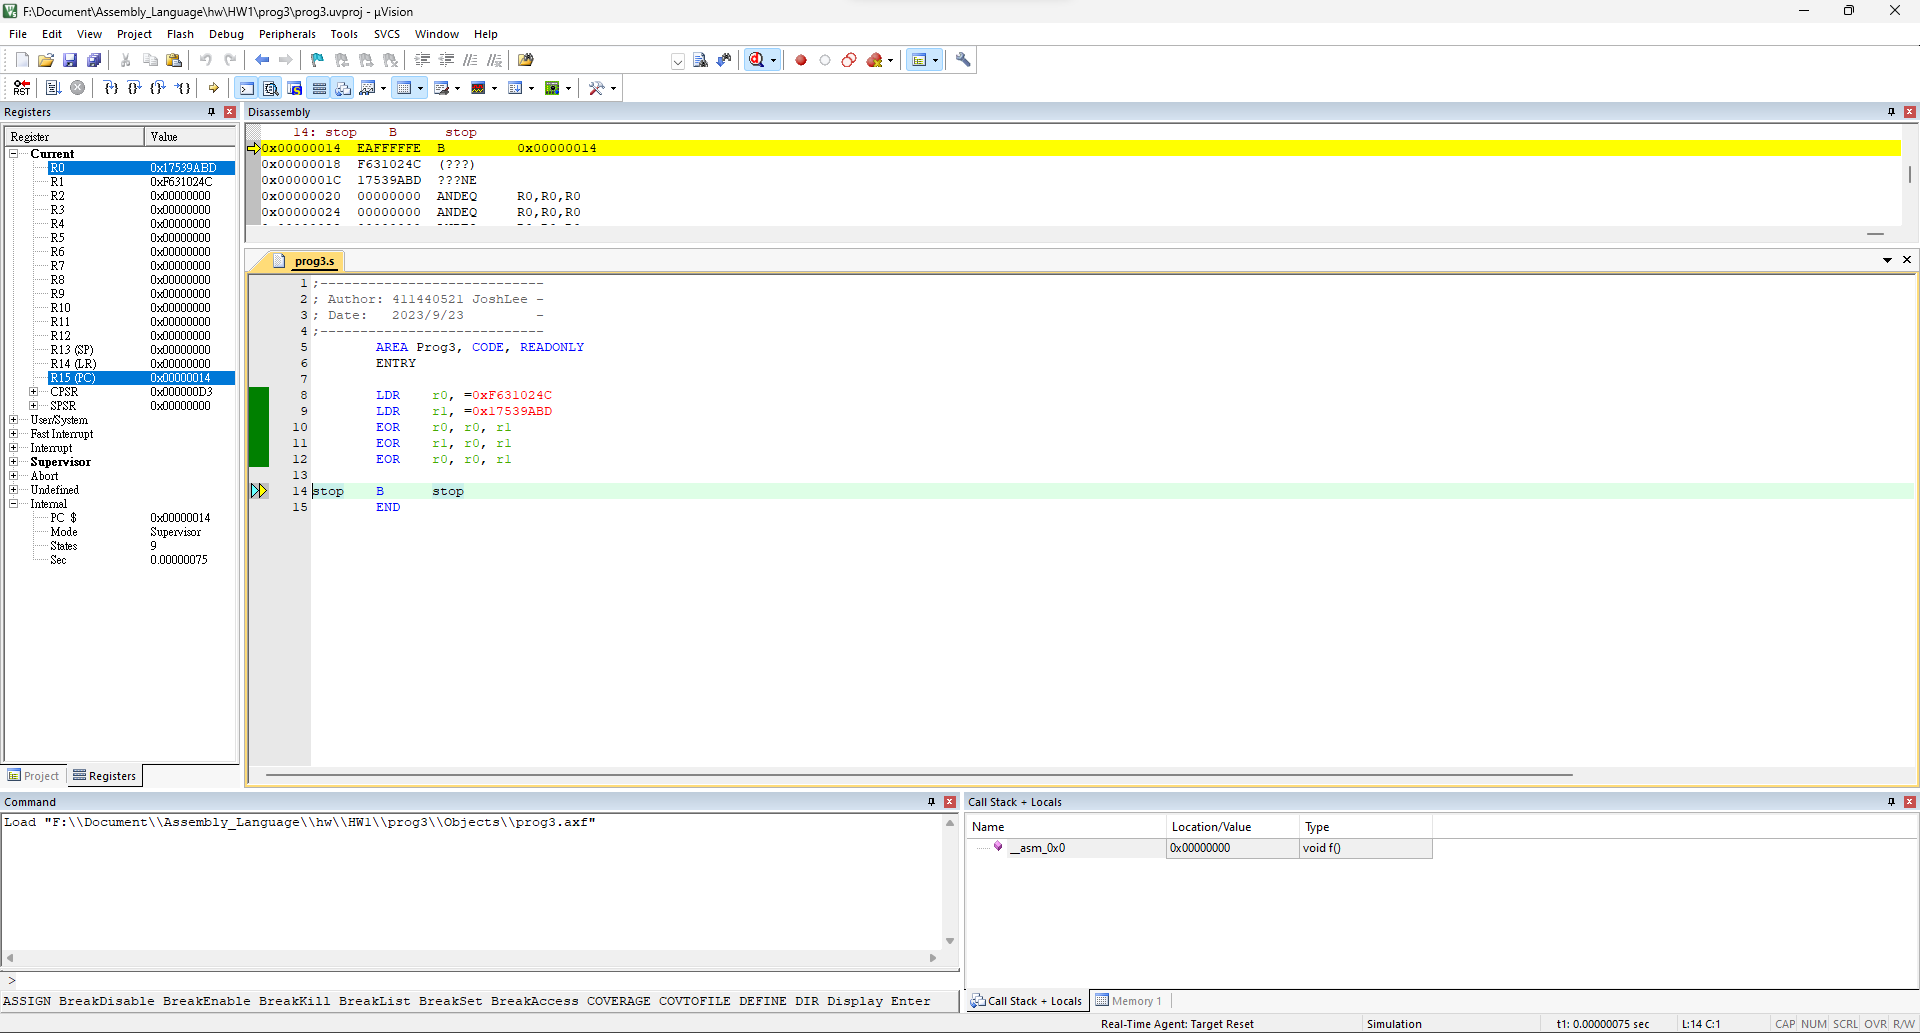 F:\Document\Assembly_Language\hw\HW1\prog3\prog3.uvproj - µVision
File Edit View Project Flash Debug Peripherals Tools SVCS Window Help
Registers
Register Value
Current
R0 0x17539ABD
R1 0xF631024C
R2 0x00000000
R3 0x00000000
R4 0x00000000
R5 0x00000000
R6 0x00000000
R7 0x00000000
R8 0x00000000
R9 0x00000000
R10 0x00000000
R11 0x00000000
R12 0x00000000
R13 (SP) 0x00000000
R14 (LR) 0x00000000
R15 (PC) 0x00000014
CPSR 0x000000D3
SPSR 0x00000000
User/System
Fast Interrupt
Interrupt
Supervisor
Abort
Undefined
Internal
PC $ 0x00000014
Mode Supervisor
States 9
Sec 0.00000075
Project Registers
Disassembly
14: stop B stop
0x00000014 EAFFFFFE B 0x00000014
0x00000018 F631024C (???)
0x0000001C 17539ABD ???NE
0x00000020 00000000 ANDEQ R0,R0,R0
0x00000024 00000000 ANDEQ R0,R0,R0
prog3.s
1 ;----------------------------
2 ; Author: 411440521 JoshLee -
3 ; Date: 2023/9/23 -
4 ;----------------------------
5 AREA Prog3, CODE, READONLY
6 ENTRY
7
8 LDR r0, =0xF631024C
9 LDR r1, =0x17539ABD
10 EOR r0, r0, r1
11 EOR r1, r0, r1
12 EOR r0, r0, r1
13
14 stop B stop
15 END
Command
Load "F:\\Document\\Assembly_Language\\hw\\HW1\\prog3\\Objects\\prog3.axf"
>
ASSIGN BreakDisable BreakEnable BreakKill BreakList BreakSet BreakAccess COVERAGE COVTOFILE DEFINE DIR Display Enter
Call Stack + Locals
Name Location/Value Type
__asm_0x0 0x00000000 void f()
Call Stack + Locals Memory 1
Real-Time Agent: Target Reset Simulation t1: 0.00000075 sec L:14 C:1 CAP NUM SCRL OVR R/W